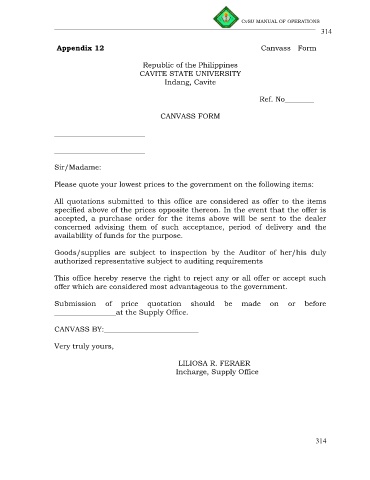 CvSU MANUAL OF OPERATIONS
314
Appendix 12 Canvass Form
Republic of the Philippines
CAVITE STATE UNIVERSITY
Indang, Cavite
Ref. No________
CANVASS FORM
_________________________
_________________________
Sir/Madame:
Please quote your lowest prices to the government on the following items:
All quotations submitted to this office are considered as offer to the items
specified above of the prices opposite thereon. In the event that the offer is
accepted, a purchase order for the items above will be sent to the dealer
concerned advising them of such acceptance, period of delivery and the
availability of funds for the purpose.
Goods/supplies are subject to inspection by the Auditor of her/his duly
authorized representative subject to auditing requirements
This office hereby reserve the right to reject any or all offer or accept such
offer which are considered most advantageous to the government.
Submission of price quotation should be made on or before
_________________at the Supply Office.
CANVASS BY:__________________________
Very truly yours,
LILIOSA R. FERAER
Incharge, Supply Office
314